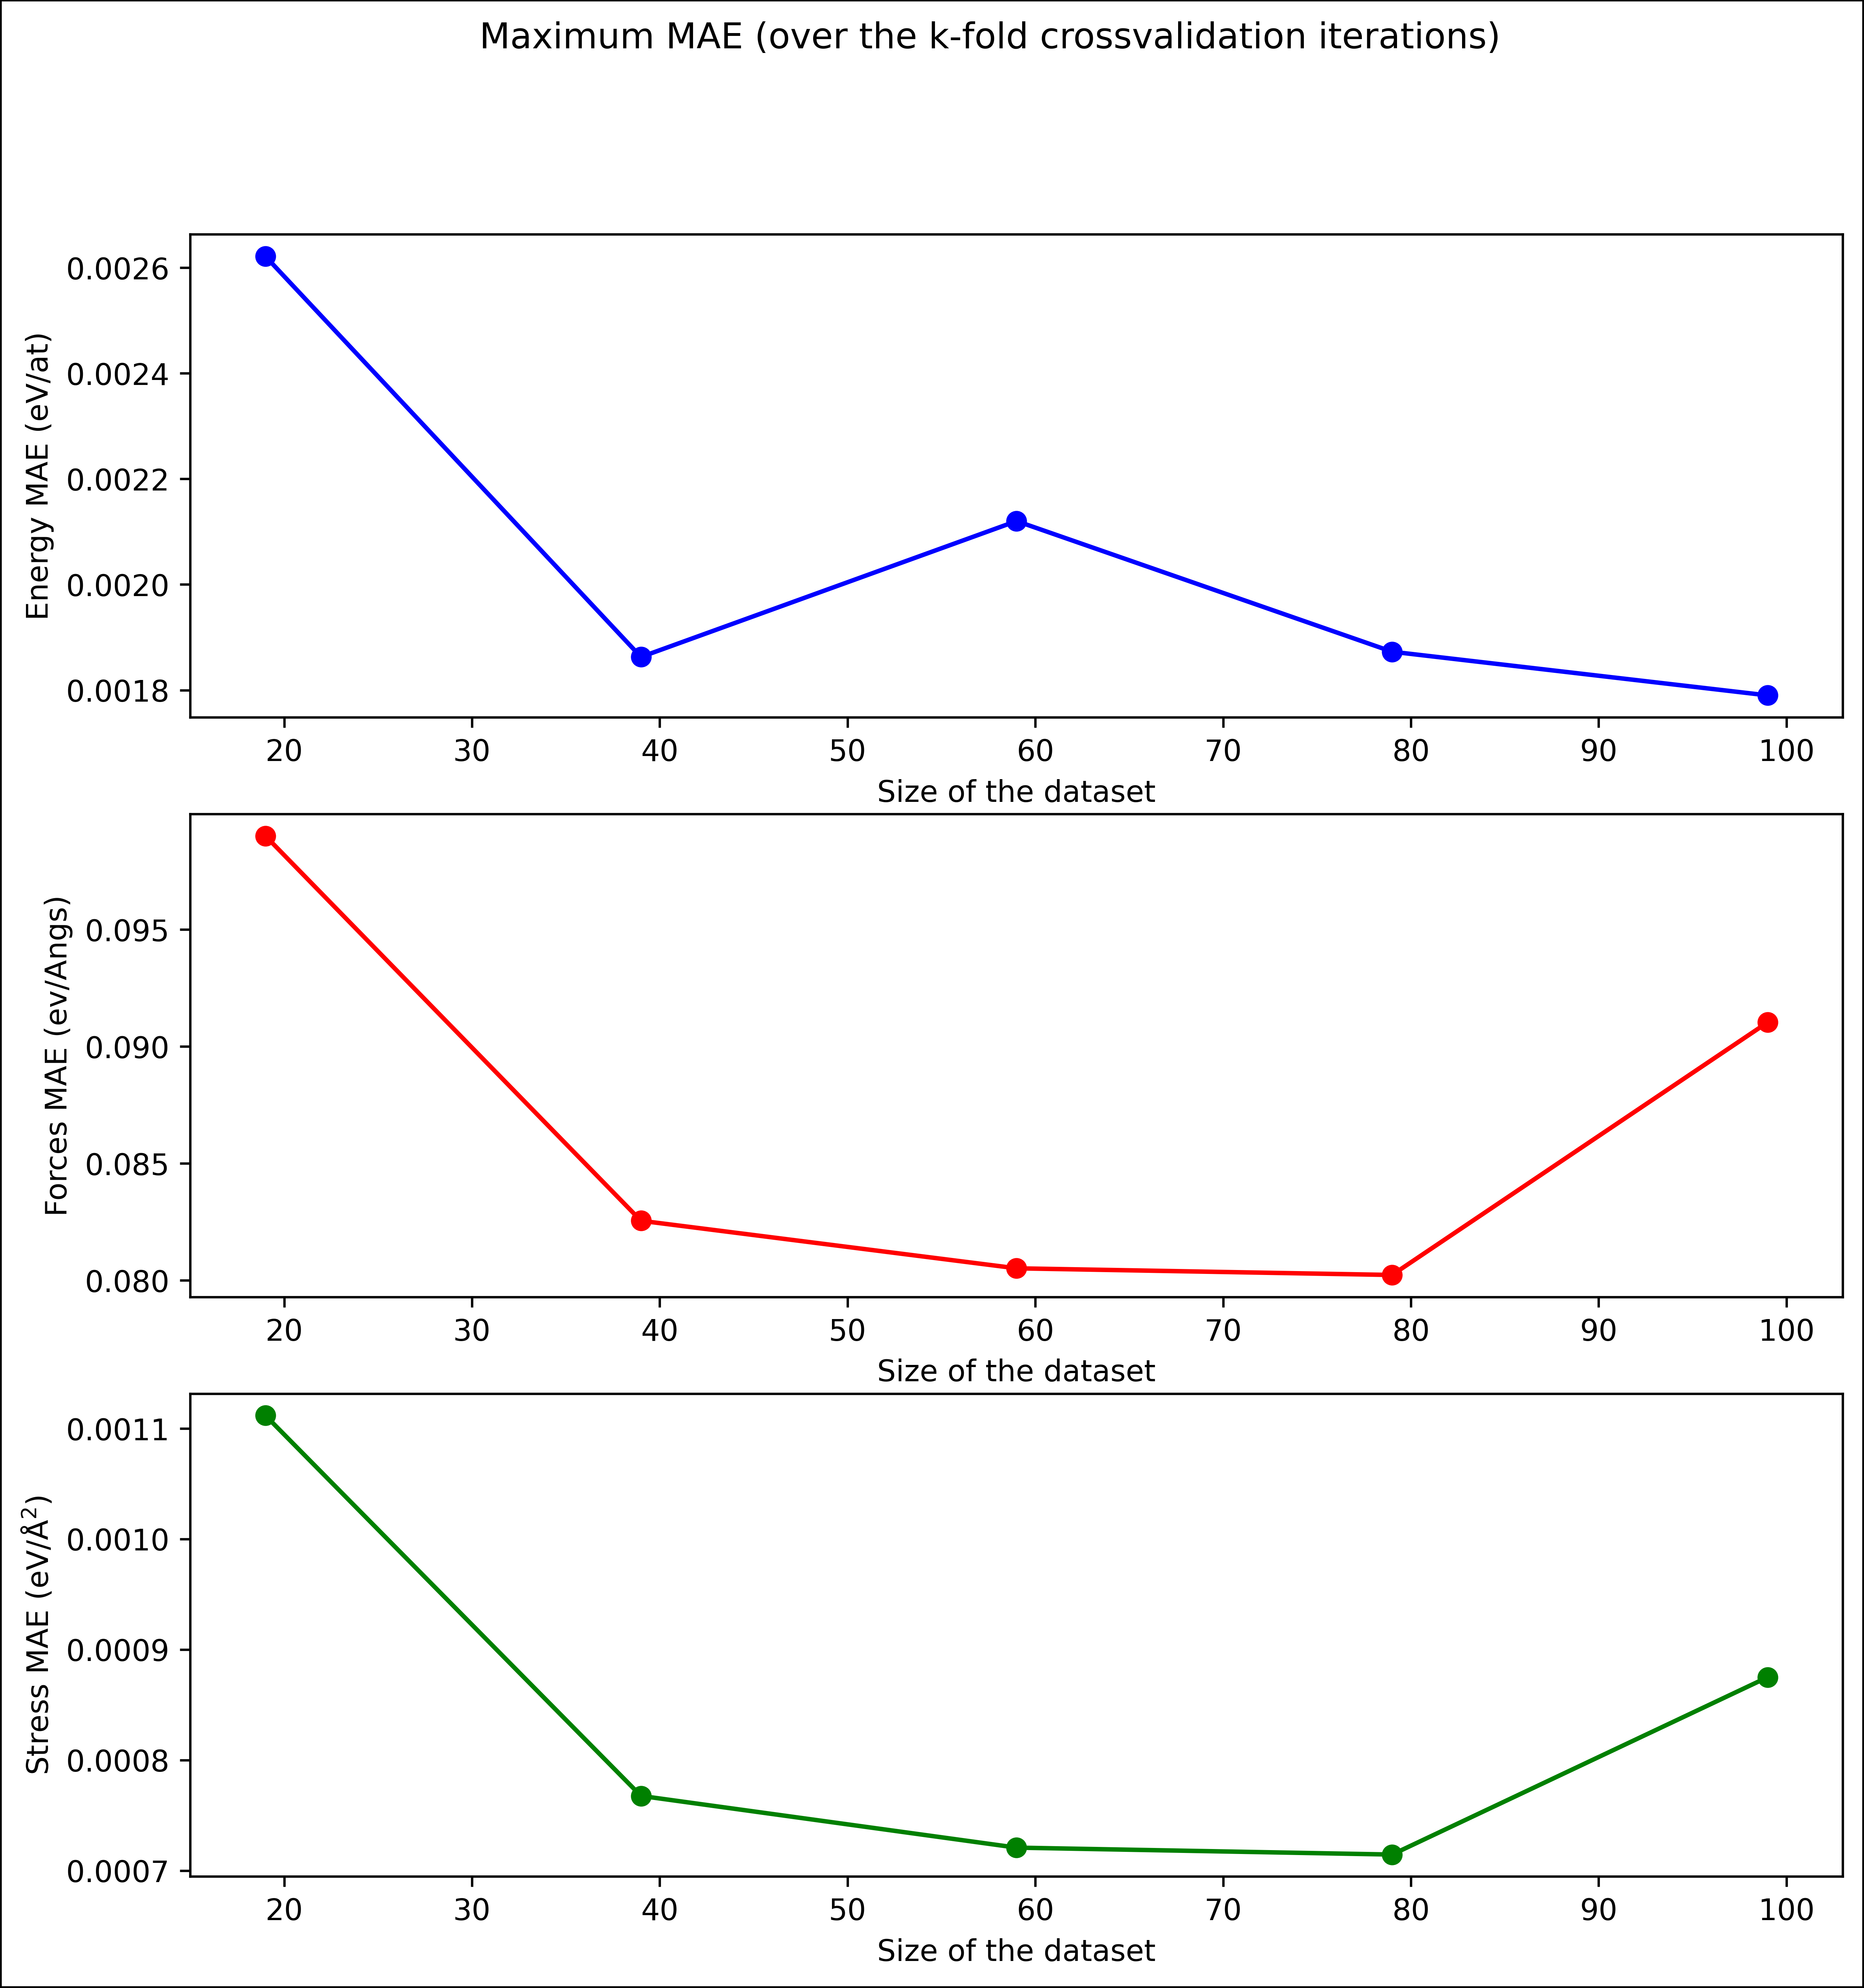 Maximum MAE (over the k-fold crossvalidation iterations)
Energy MAE (eV/at)
0.0026
0.0024
0.0022
0.0020
0.0018
20 30 40 50 60 70 80 90 100
Size of the dataset
Forces MAE (ev/Angs)
0.095
0.090
0.085
0.080
20 30 40 50 60 70 80 90 100
Size of the dataset
Stress MAE (eV/Å²)
0.0011
0.0010
0.0009
0.0008
0.0007
20 30 40 50 60 70 80 90 100
Size of the dataset